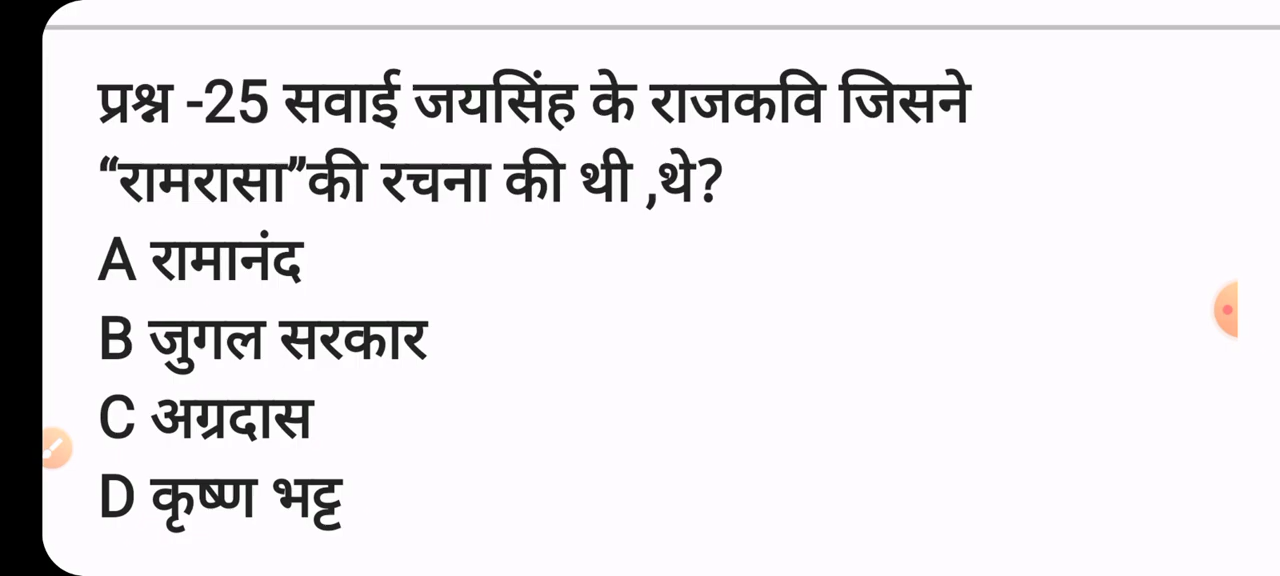 प्रश्न -25 सवाई जयसिंह के राजकवि जिसने
“रामरासा”की रचना की थी ,थे?
A रामानंद
B जुगल सरकार
C अग्रदास
D कृष्ण भट्ट